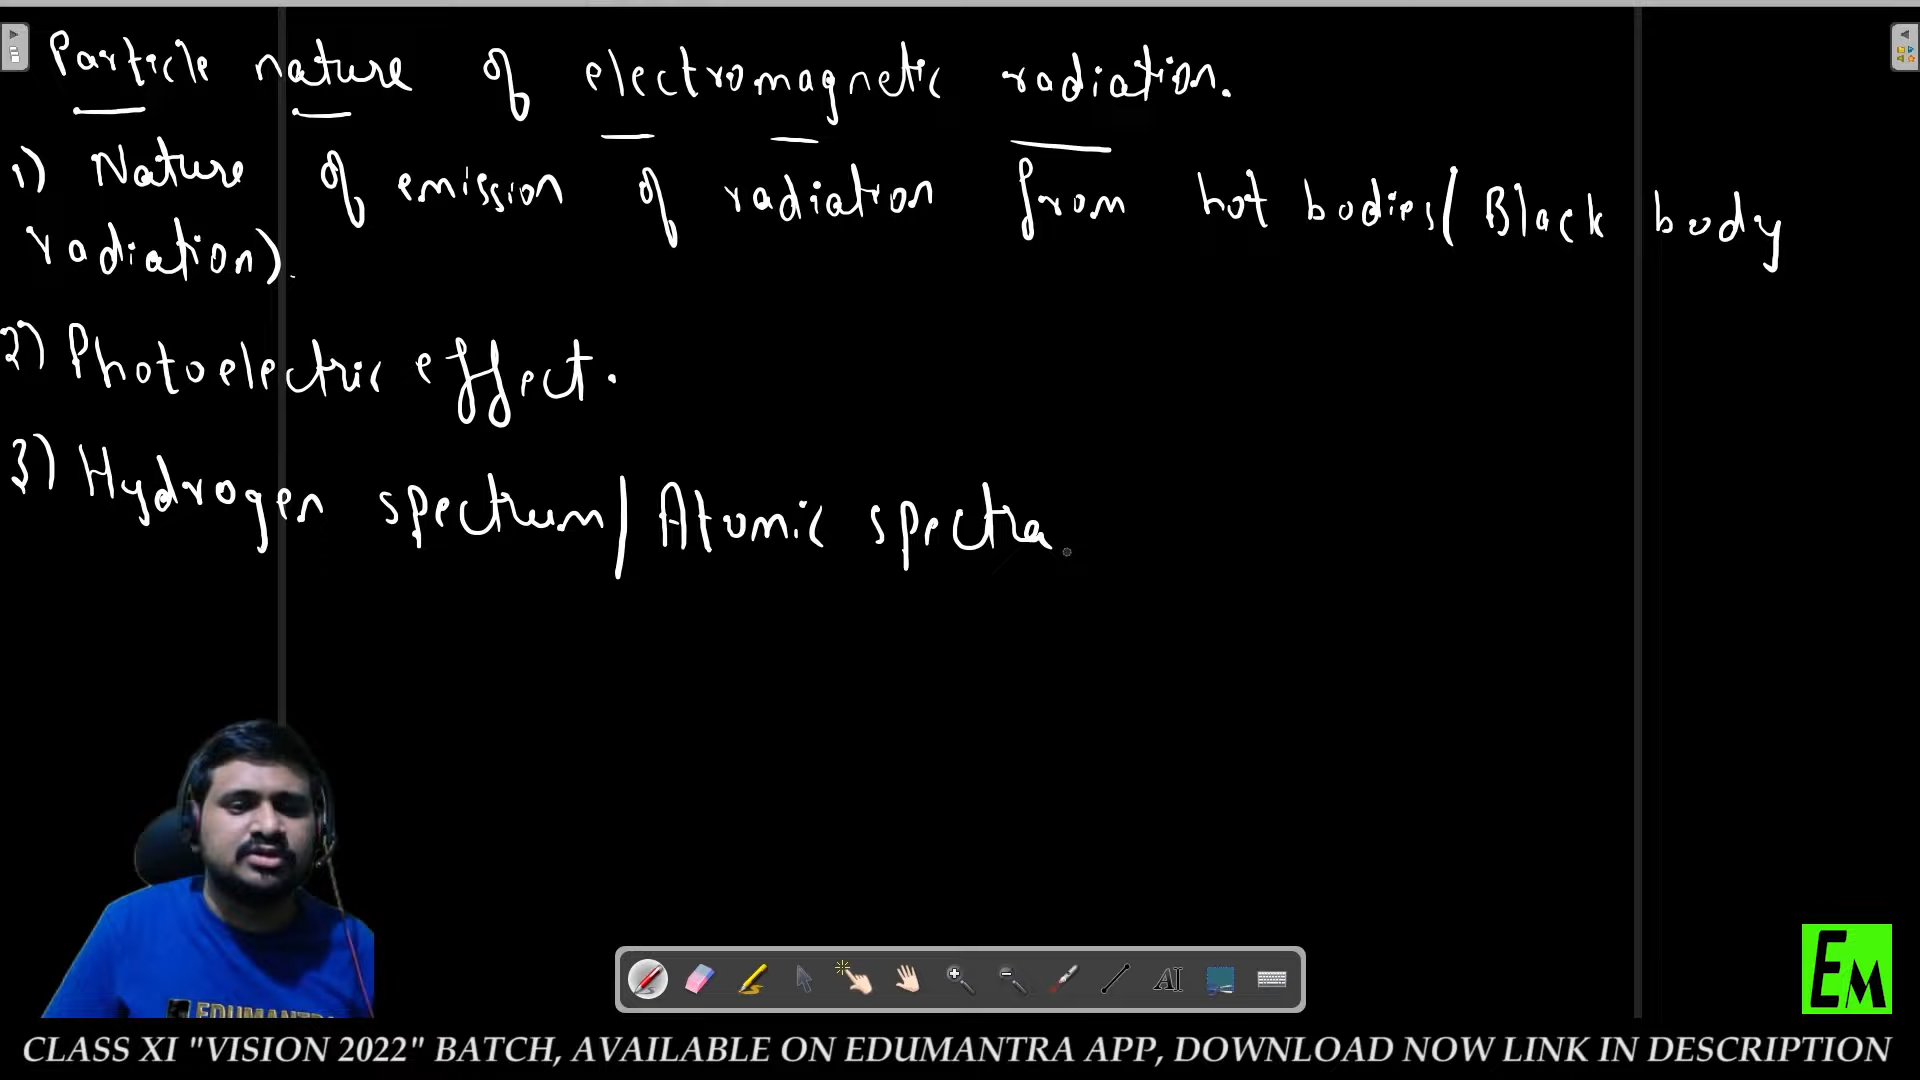 Particle nature of electromagnetic radiation.
1) Nature of emission of radiation from hot bodies/ Black body
radiation).
2) Photoelectric effect.
3) Hydrogen spectrum/ Atomic spectra
EDUMANTRA
EM
CLASS XI "VISION 2022" BATCH, AVAILABLE ON EDUMANTRA APP, DOWNLOAD NOW LINK IN DESCRIPTION
AI